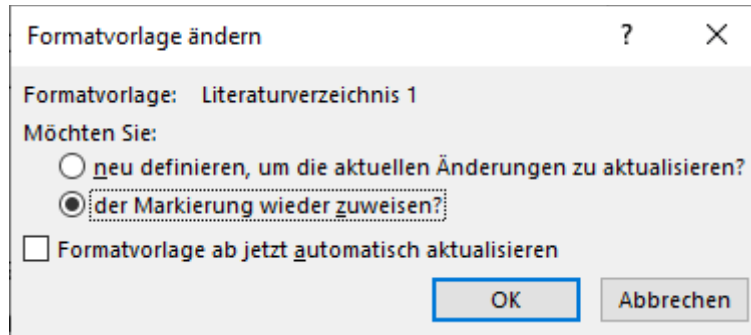 Formatvorlage ändern ? ×
Formatvorlage: Literaturverzeichnis 1
Möchten Sie:
neu definieren, um die aktuellen Änderungen zu aktualisieren?
der Markierung wieder zuweisen?
Formatvorlage ab jetzt automatisch aktualisieren
OK Abbrechen